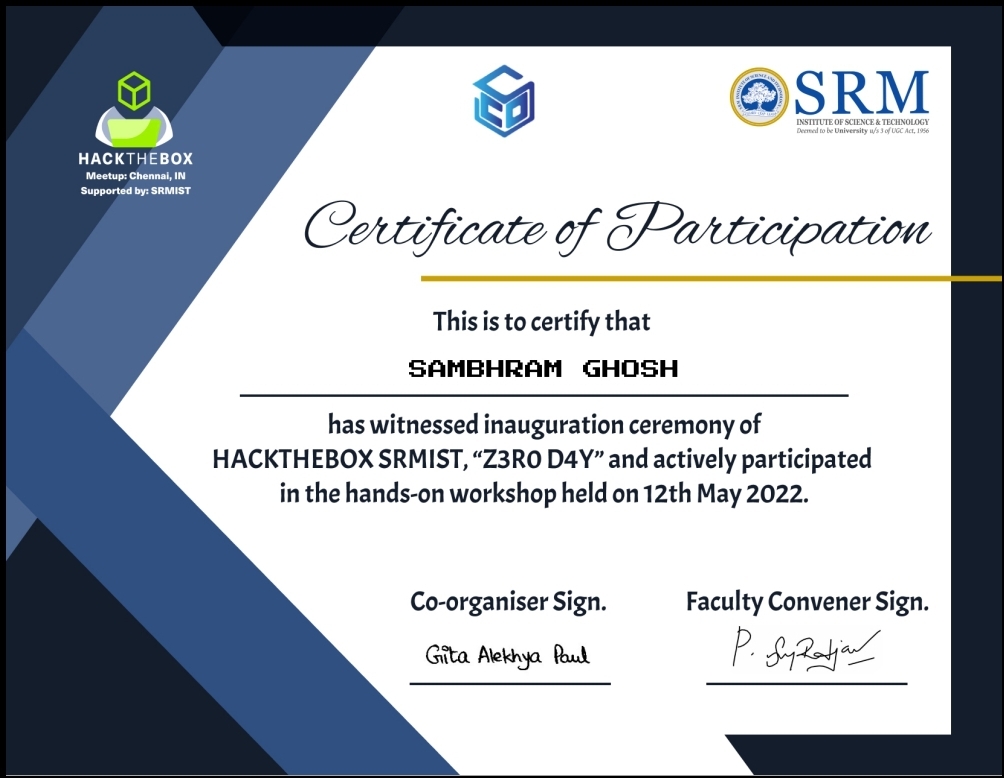 HACKTHEBOX
Meetup: Chennai, IN
Supported by: SRMIST
SRM
INSTITUTE OF SCIENCE & TECHNOLOGY
Deemed to be University u/s 3 of UGC Act, 1956
Certificate of Participation
This is to certify that
SAMBHRAM GHOSH
has witnessed inauguration ceremony of
HACKTHEBOX SRMIST, “Z3R0 D4Y” and actively participated
in the hands-on workshop held on 12th May 2022.
Co-organiser Sign.
Faculty Convener Sign.
Gita Alekhya Paul
P.